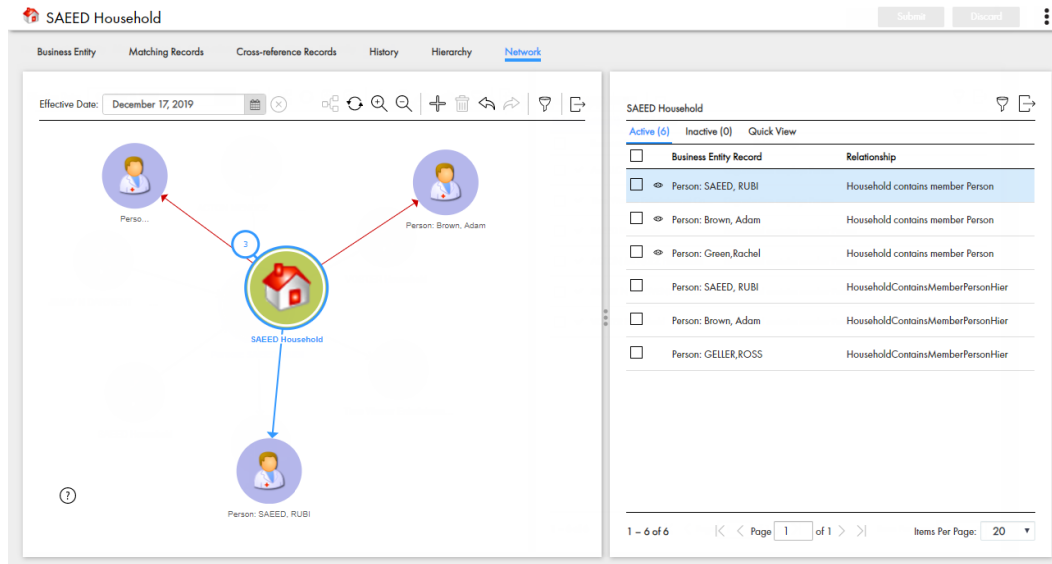 SAEED Household
Submit Discard
Business Entity Matching Records Cross-reference Records History Hierarchy Network
Effective Date: December 17, 2019
Perso...
Person: Brown, Adam
3
SAEED Household
Person: SAEED, RUBI
?
SAEED Household
Active (6) Inactive (0) Quick View
Business Entity Record Relationship
Person: SAEED, RUBI Household contains member Person
Person: Brown, Adam Household contains member Person
Person: Green,Rachel Household contains member Person
Person: SAEED, RUBI HouseholdContainsMemberPersonHier
Person: Brown, Adam HouseholdContainsMemberPersonHier
Person: GELLER,ROSS HouseholdContainsMemberPersonHier
1 – 6 of 6 Page 1 of 1 Items Per Page: 20